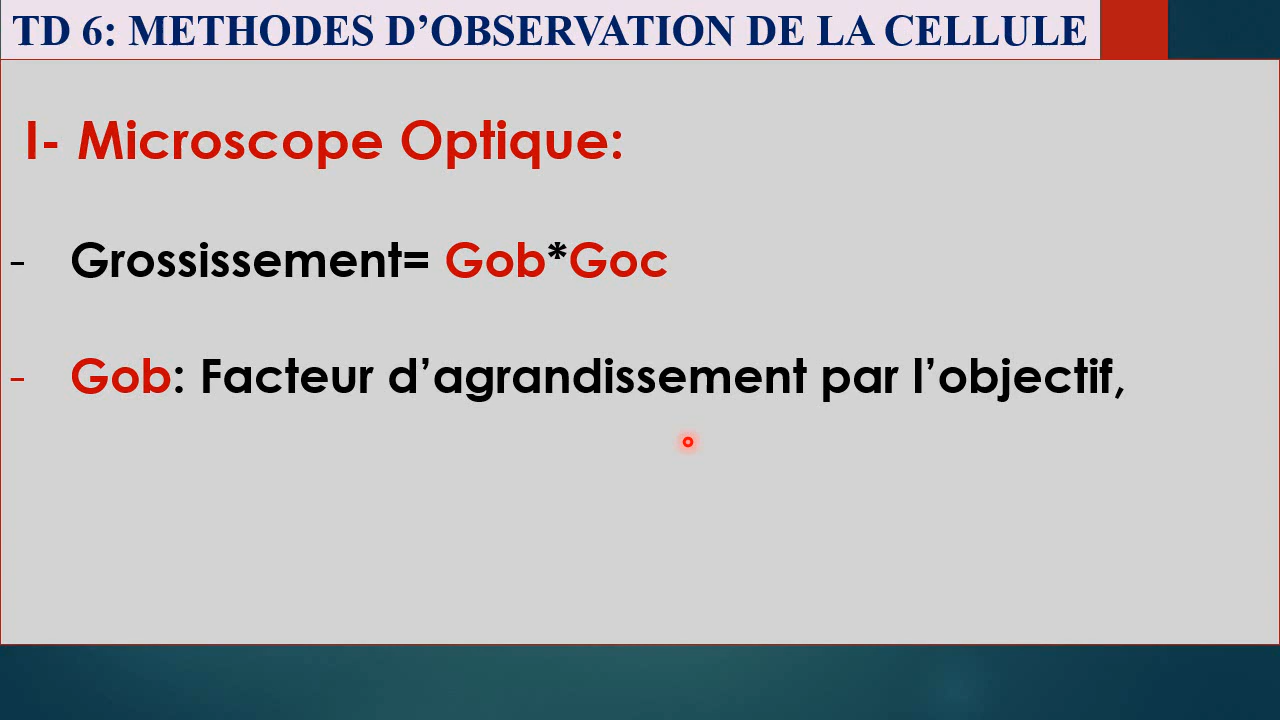 TD 6: METHODES D’OBSERVATION DE LA CELLULE
I- Microscope Optique:
- Grossissement= Gob*Goc
- Gob: Facteur d’agrandissement par l’objectif,